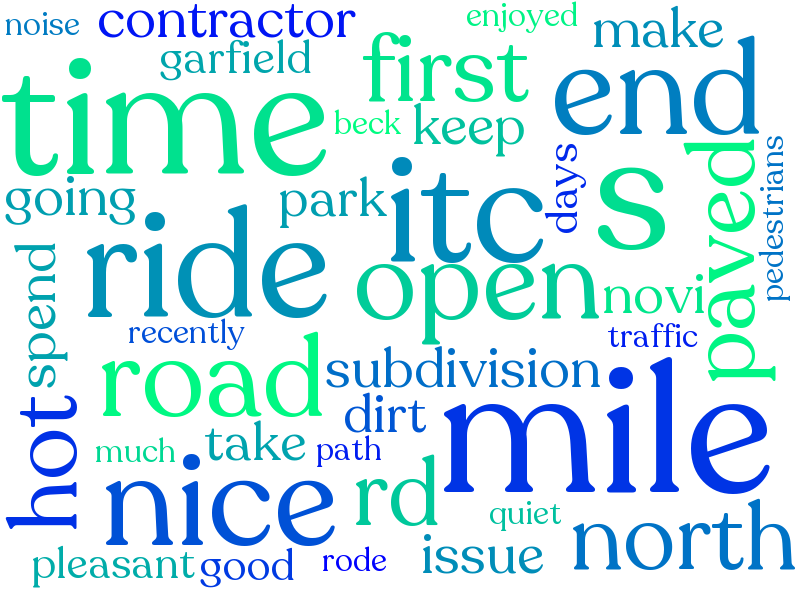 noise
contractor
enjoyed
make
garfield
first
end
time
beck
keep
days
s
paved
pedestrians
going
park
itc
ride
open
novi
spend
recently
traffic
road
subdivision
hot
dirt
mile
much
take
path
nice
rd
quiet
north
pleasant
good
rode
issue